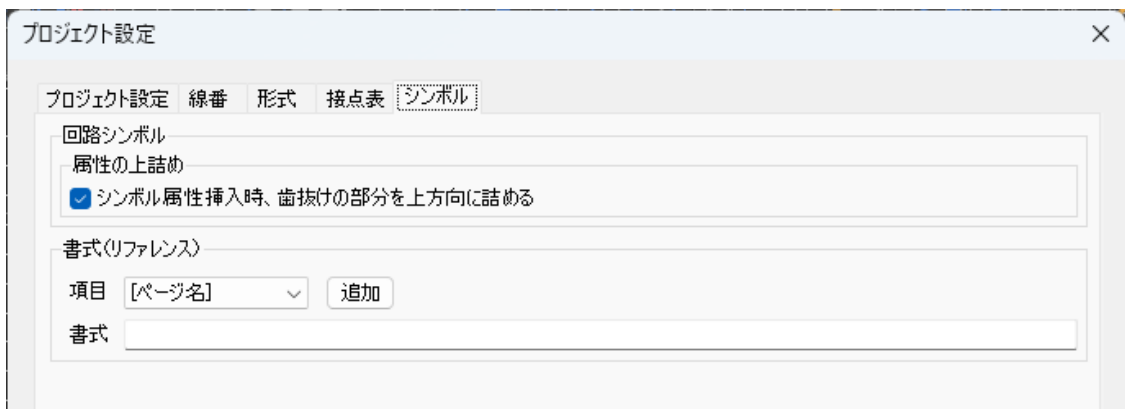 プロジェクト設定
プロジェクト設定 線番 形式 接点表 シンボル
回路シンボル
属性の上詰め
シンボル属性挿入時、歯抜けの部分を上方向に詰める
書式(リファレンス)
項目 [ページ名] 追加
書式